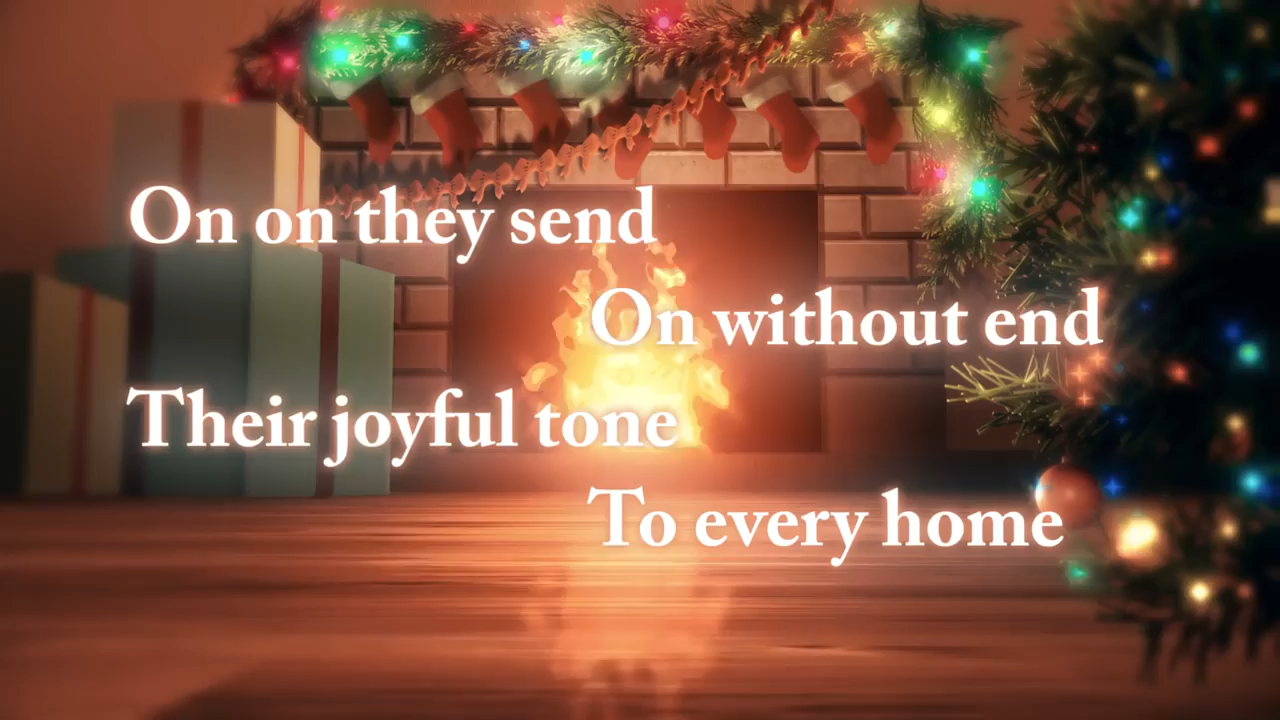 On on they send
On without end
Their joyful tone
To every home